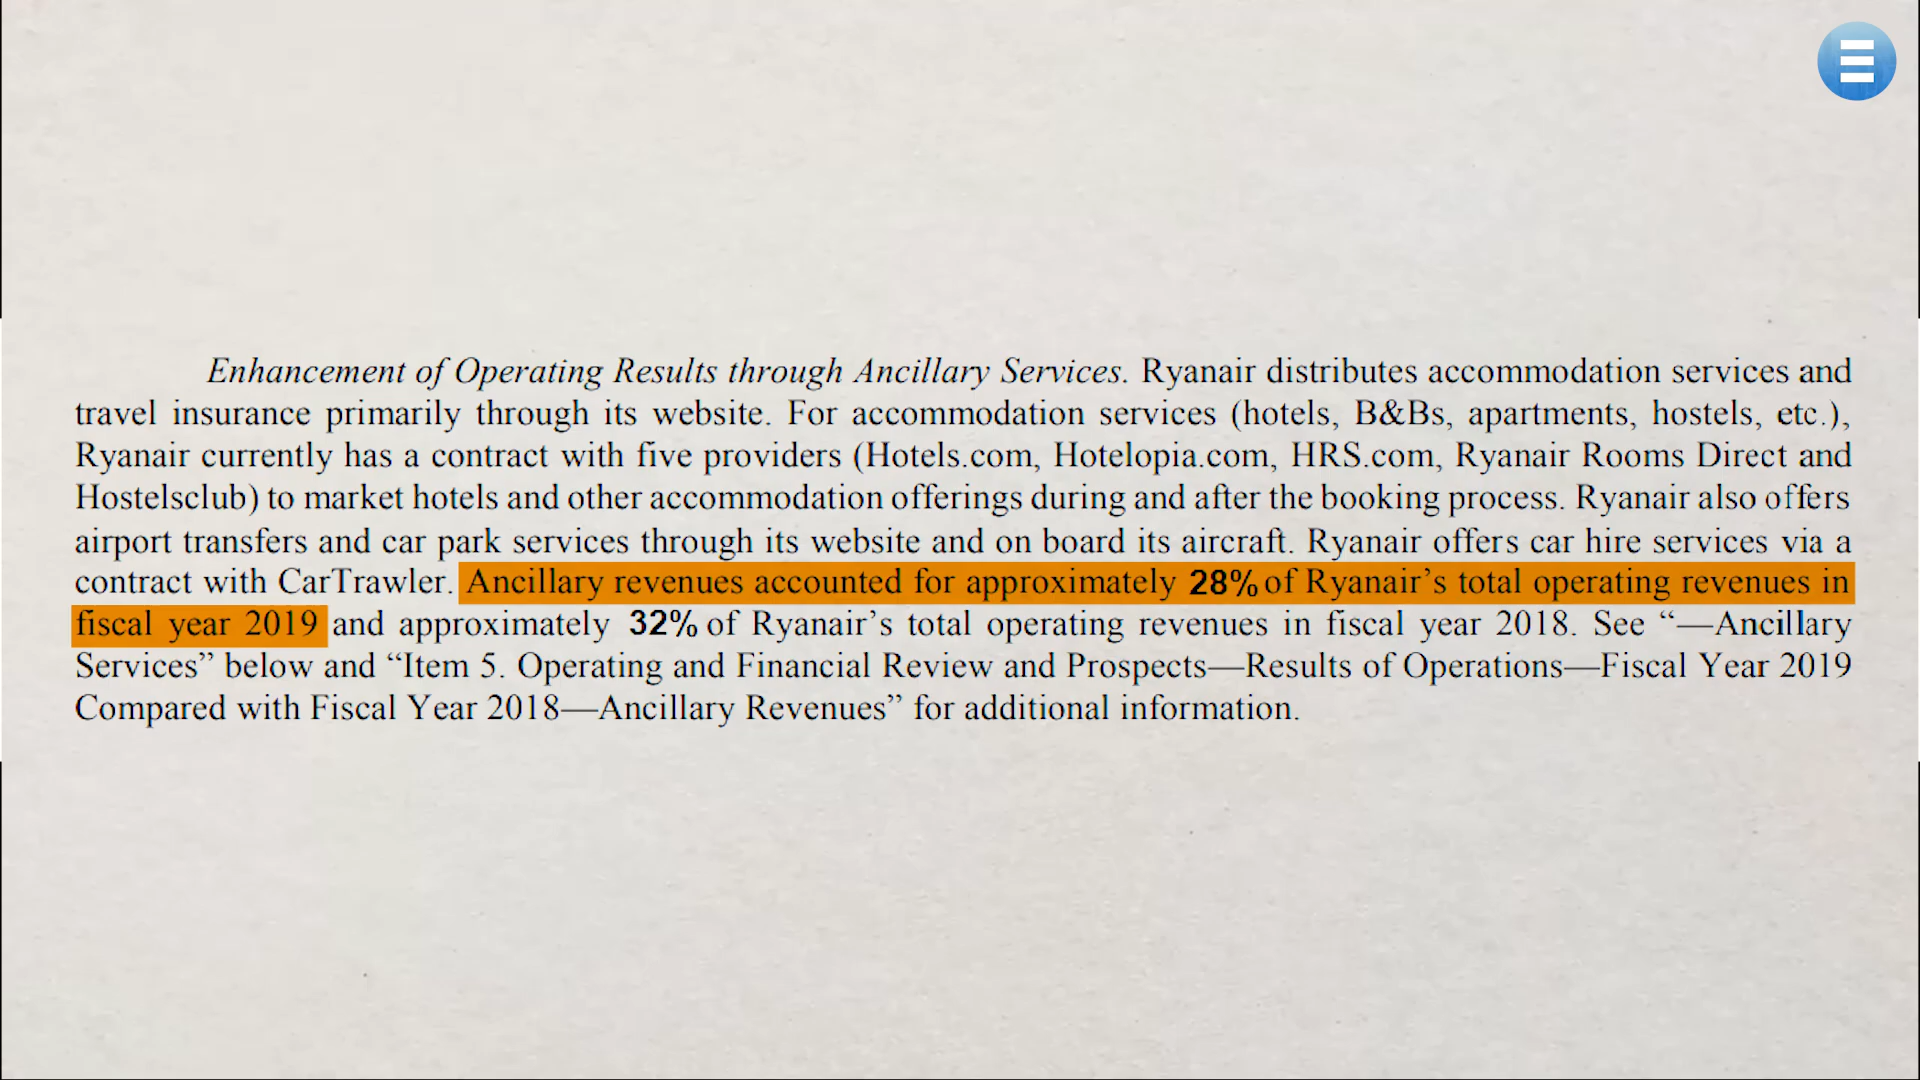 Enhancement of Operating Results through Ancillary Services. Ryanair distributes accommodation services and
travel insurance primarily through its website. For accommodation services (hotels, B&Bs, apartments, hostels, etc.),
Ryanair currently has a contract with five providers (Hotels.com, Hotelopia.com, HRS.com, Ryanair Rooms Direct and
Hostelsclub) to market hotels and other accommodation offerings during and after the booking process. Ryanair also offers
airport transfers and car park services through its website and on board its aircraft. Ryanair offers car hire services via a
contract with CarTrawler. Ancillary revenues accounted for approximately 28% of Ryanair’s total operating revenues in
fiscal year 2019 and approximately 32% of Ryanair’s total operating revenues in fiscal year 2018. See “—Ancillary
Services” below and “Item 5. Operating and Financial Review and Prospects—Results of Operations—Fiscal Year 2019
Compared with Fiscal Year 2018—Ancillary Revenues” for additional information.